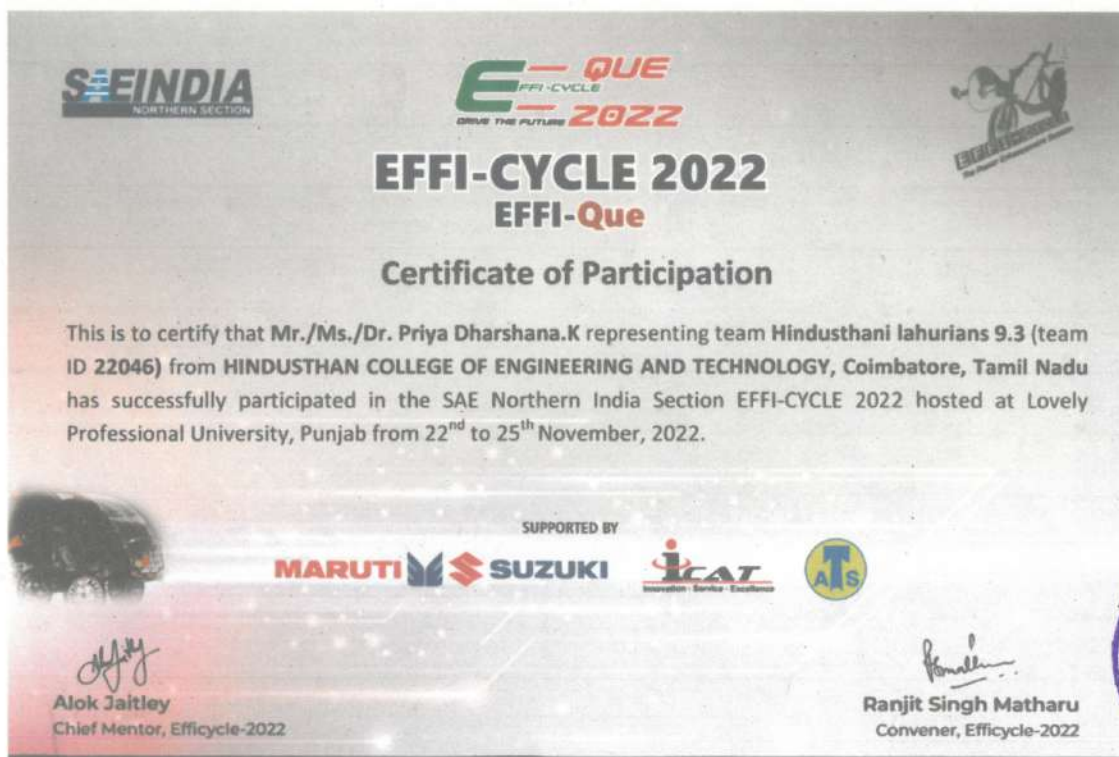 SAEINDIA
NORTHERN SECTION
E QUE
FFI-CYCLE
DRIVE THE FUTURE 2022
EFFI-CYCLE 2022
EFFI-Que
Certificate of Participation
This is to certify that Mr./Ms./Dr. Priya Dharshana.K representing team Hindusthani lahurians 9.3 (team
ID 22046) from HINDUSTHAN COLLEGE OF ENGINEERING AND TECHNOLOGY, Coimbatore, Tamil Nadu
has successfully participated in the SAE Northern India Section EFFI-CYCLE 2022 hosted at Lovely
Professional University, Punjab from 22nd to 25th November, 2022.
SUPPORTED BY
MARUTI SUZUKI
iCAT
Innovation - Service - Excellence
ATS
Alok Jaitley
Chief Mentor, Efficycle-2022
Ranjit Singh Matharu
Convener, Efficycle-2022